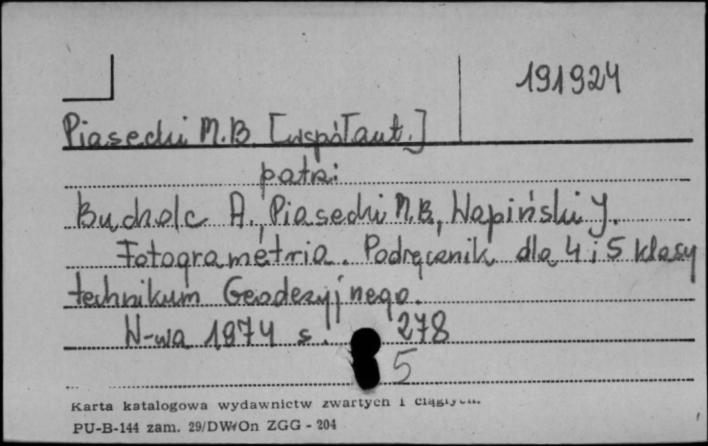 191924
Piasecki M.B. [współaut.]
patrz:
Bucholc A., Piasecki M.B., Wapiński J.
Fotogrametria. Podręcznik dla 4 i 5 klasy
technikum Geodezyjnego.
W-wa 1974 s. 278
5
Karta katalogowa wydawnictw zwartych i ciągłych.
PU-B-144 zam. 29/DWrOn ZGG - 204